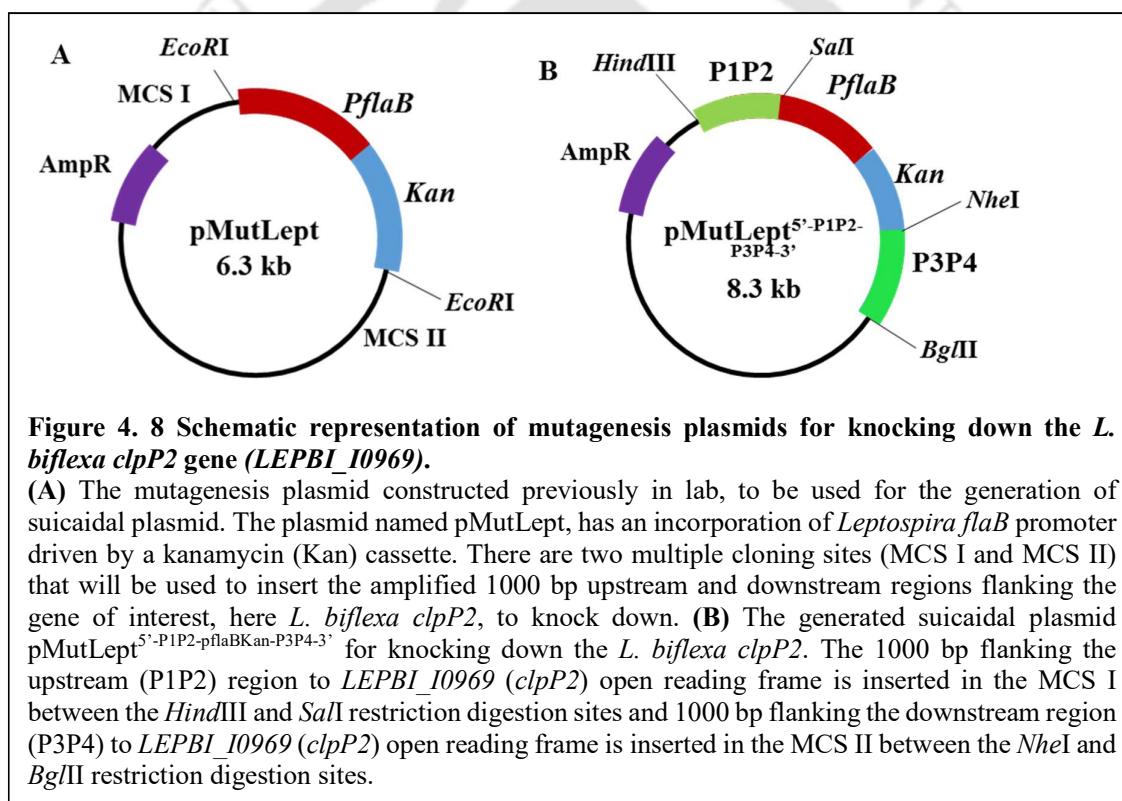 A
EcoRI
MCS I
PflaB
AmpR
Kan
pMutLept
6.3 kb
EcoRI
MCS II
B
HindIII
P1P2
SalI
PflaB
AmpR
Kan
NheI
pMutLept5'-P1P2-
P3P4-3'
P3P4
8.3 kb
BglII
Figure 4. 8 Schematic representation of mutagenesis plasmids for knocking down the L.
biflexa clpP2 gene (LEPBI_I0969).
(A) The mutagenesis plasmid constructed previously in lab, to be used for the generation of
suicaidal plasmid. The plasmid named pMutLept, has an incorporation of Leptospira flaB promoter
driven by a kanamycin (Kan) cassette. There are two multiple cloning sites (MCS I and MCS II)
that will be used to insert the amplified 1000 bp upstream and downstream regions flanking the
gene of interest, here L. biflexa clpP2, to knock down. (B) The generated suicaidal plasmid
pMutLept5'-P1P2-pflaBKan-P3P4-3' for knocking down the L. biflexa clpP2. The 1000 bp flanking the
upstream (P1P2) region to LEPBI_I0969 (clpP2) open reading frame is inserted in the MCS I
between the HindIII and SalI restriction digestion sites and 1000 bp flanking the downstream region
(P3P4) to LEPBI_I0969 (clpP2) open reading frame is inserted in the MCS II between the NheI and
BglII restriction digestion sites.